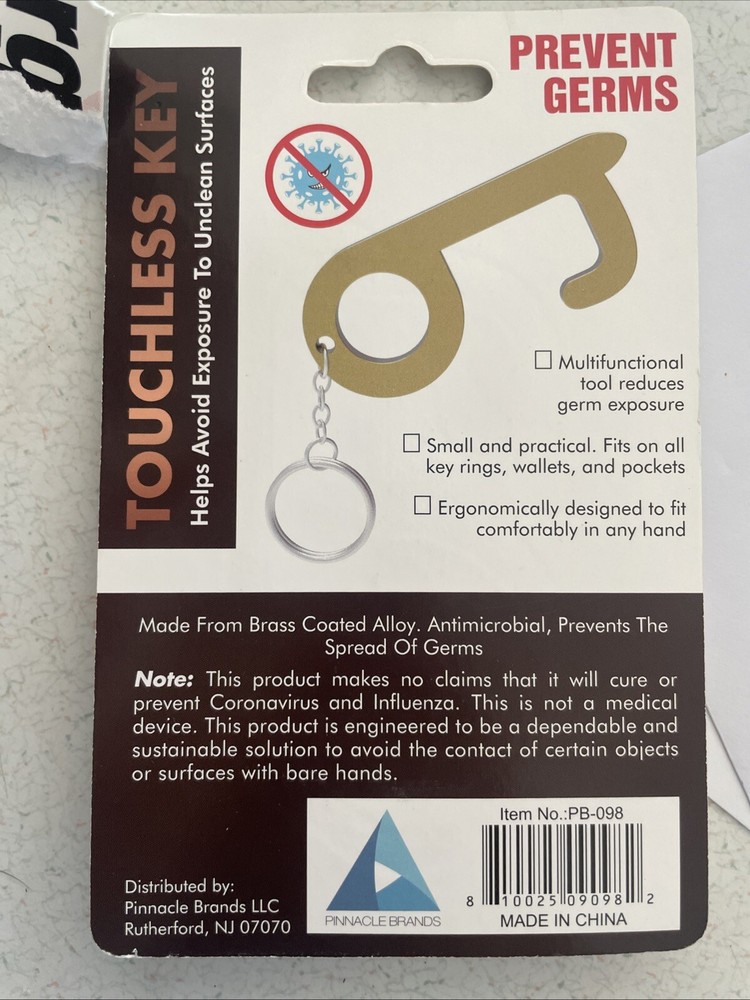 PREVENT
GERMS
TOUCHLESS KEY
Helps Avoid Exposure To Unclean Surfaces
☐ Multifunctional
tool reduces
germ exposure
☐ Small and practical. Fits on all
key rings, wallets, and pockets
☐ Ergonomically designed to fit
comfortably in any hand
Made From Brass Coated Alloy. Antimicrobial, Prevents The
Spread Of Germs
Note: This product makes no claims that it will cure or
prevent Coronavirus and Influenza. This is not a medical
device. This product is engineered to be a dependable and
sustainable solution to avoid the contact of certain objects
or surfaces with bare hands.
Distributed by:
Pinnacle Brands LLC
Rutherford, NJ 07070
PINNACLE BRANDS
Item No.:PB-098
8 10025 09098 2
MADE IN CHINA